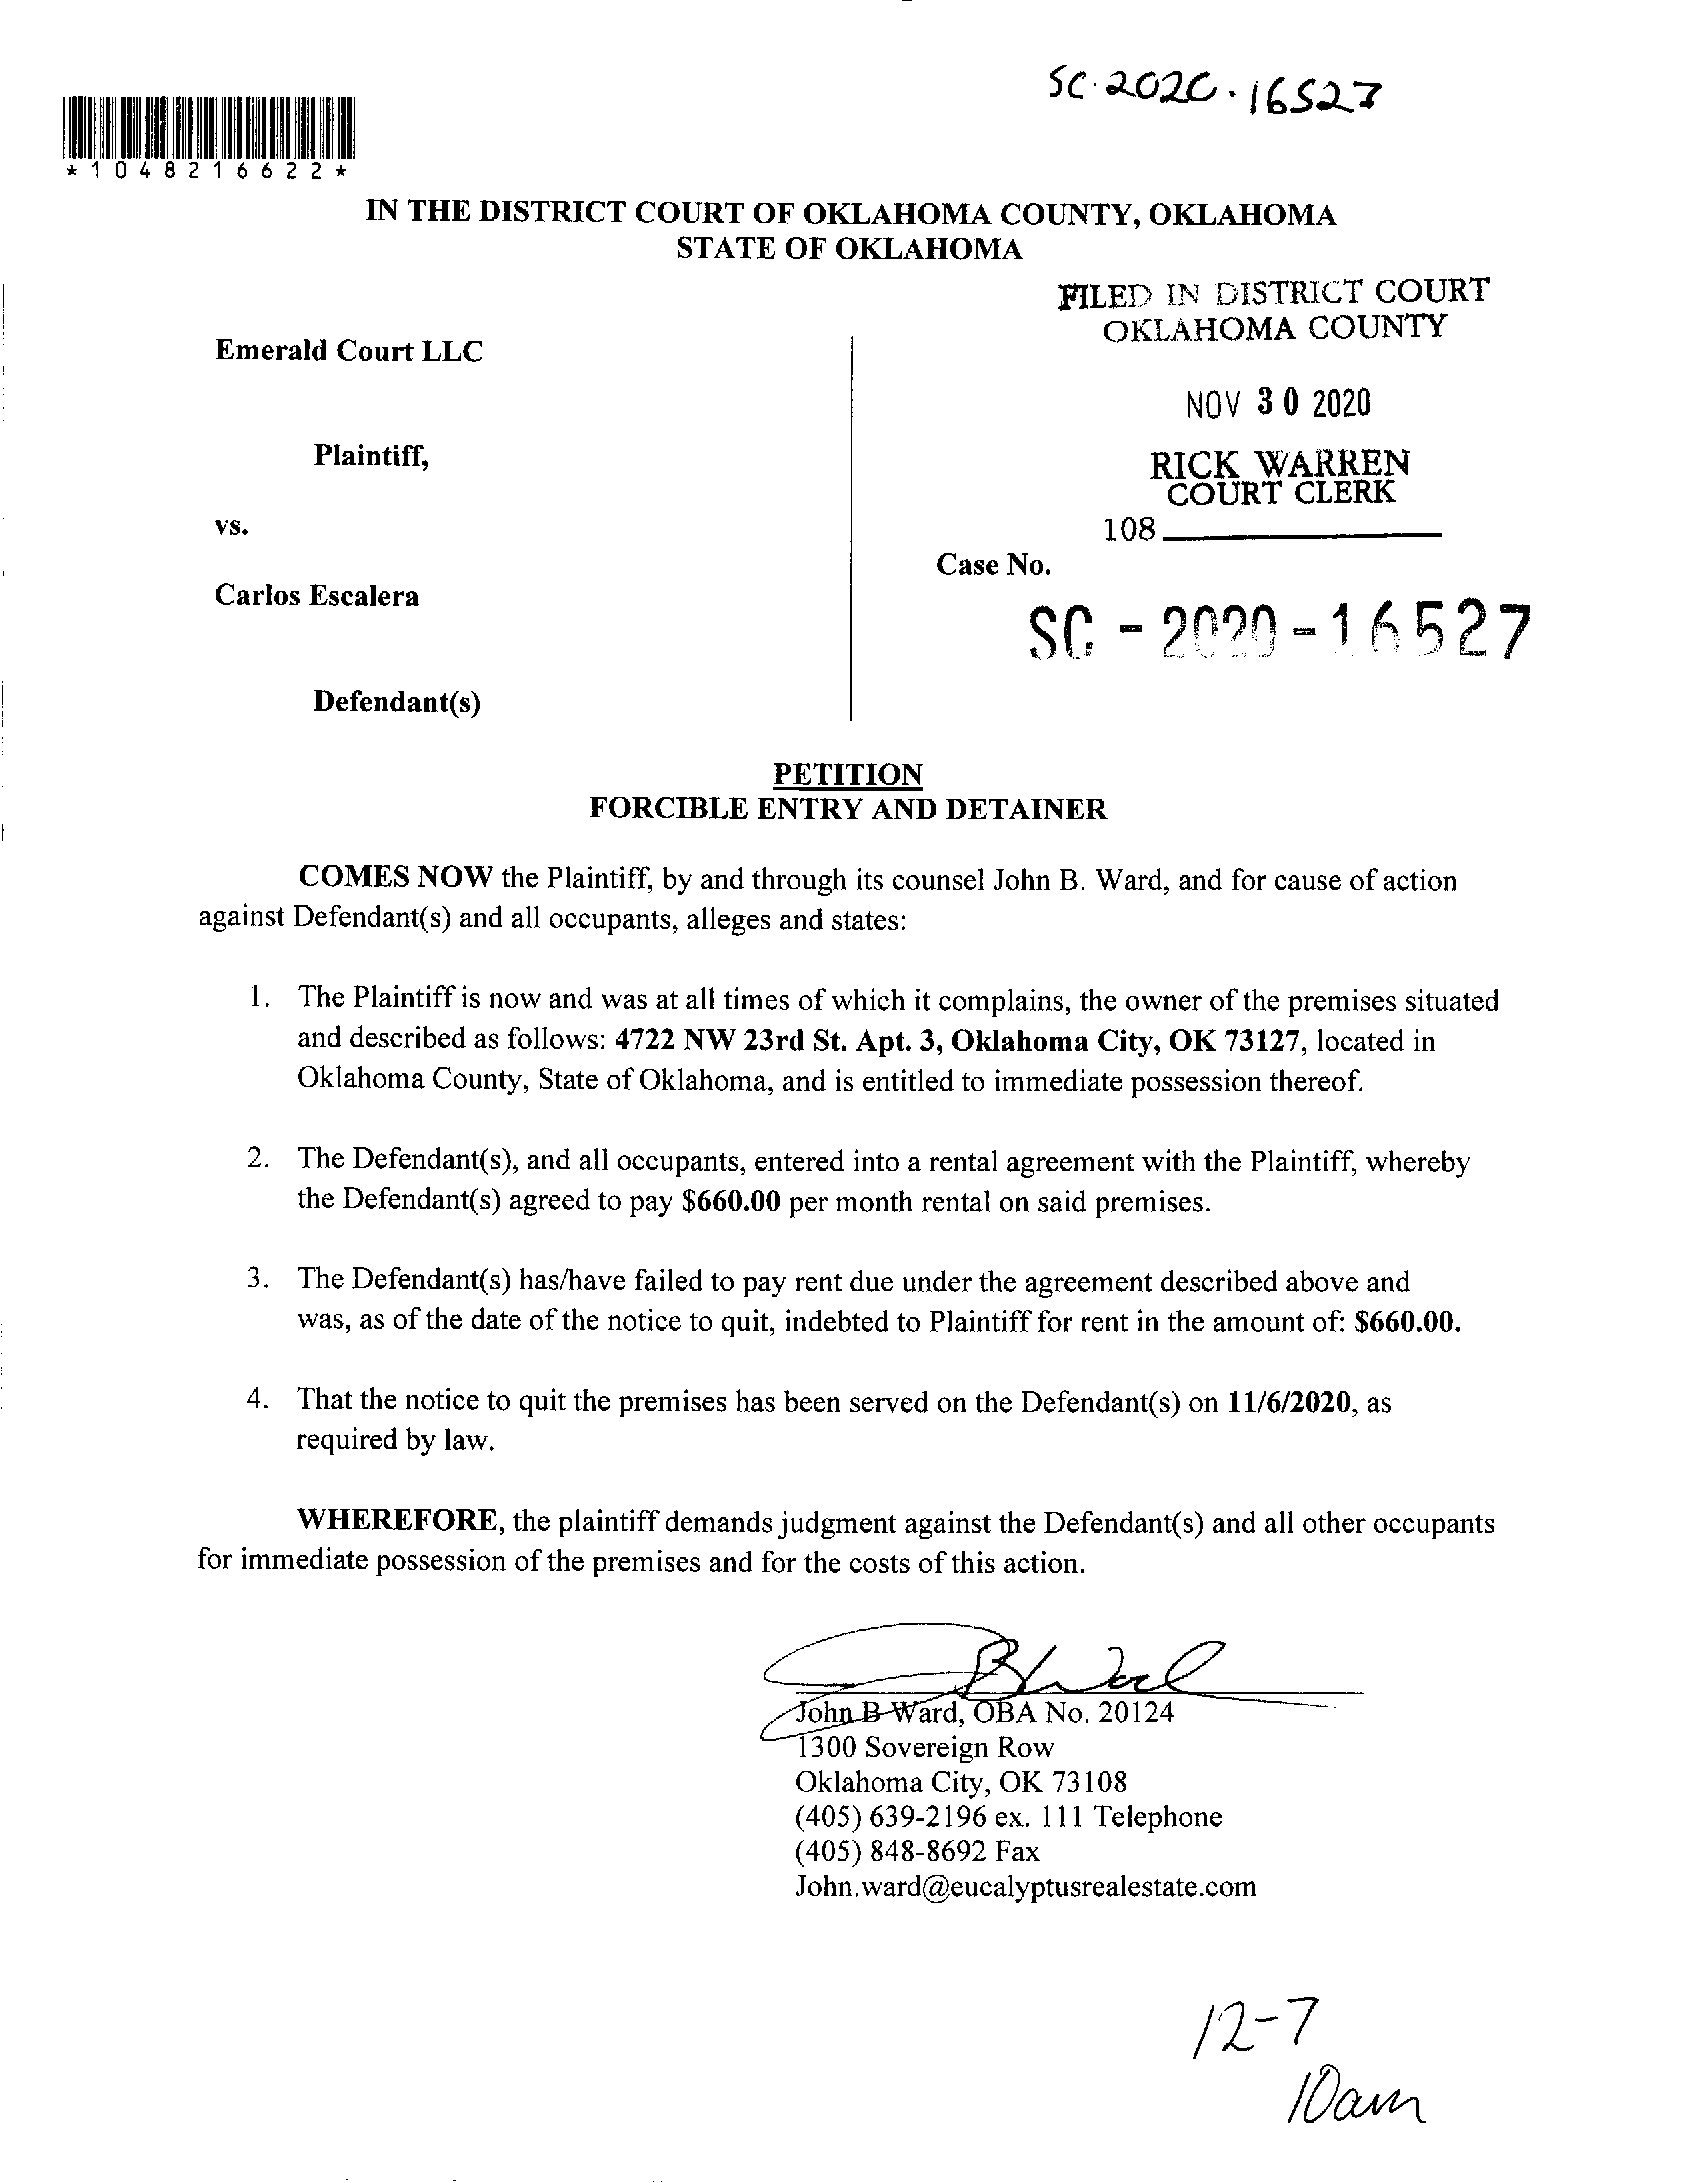 SC-2020-16527
*1048216622*
IN THE DISTRICT COURT OF OKLAHOMA COUNTY, OKLAHOMA
STATE OF OKLAHOMA
FILED IN DISTRICT COURT
OKLAHOMA COUNTY
Emerald Court LLC
NOV 30 2020
Plaintiff,
RICK WARREN
COURT CLERK
vs.
108
Case No.
Carlos Escalera
SC - 2020 - 16527
Defendant(s)
PETITION
FORCIBLE ENTRY AND DETAINER
COMES NOW the Plaintiff, by and through its counsel John B. Ward, and for cause of action
against Defendant(s) and all occupants, alleges and states:
1. The Plaintiff is now and was at all times of which it complains, the owner of the premises situated
and described as follows: 4722 NW 23rd St. Apt. 3, Oklahoma City, OK 73127, located in
Oklahoma County, State of Oklahoma, and is entitled to immediate possession thereof.
2. The Defendant(s), and all occupants, entered into a rental agreement with the Plaintiff, whereby
the Defendant(s) agreed to pay $660.00 per month rental on said premises.
3. The Defendant(s) has/have failed to pay rent due under the agreement described above and
was, as of the date of the notice to quit, indebted to Plaintiff for rent in the amount of: $660.00.
4. That the notice to quit the premises has been served on the Defendant(s) on 11/6/2020, as
required by law.
WHEREFORE, the plaintiff demands judgment against the Defendant(s) and all other occupants
for immediate possession of the premises and for the costs of this action.
John B Ward, OBA No. 20124
1300 Sovereign Row
Oklahoma City, OK 73108
(405) 639-2196 ex. 111 Telephone
(405) 848-8692 Fax
John.ward@eucalyptusrealestate.com
12-7
10am